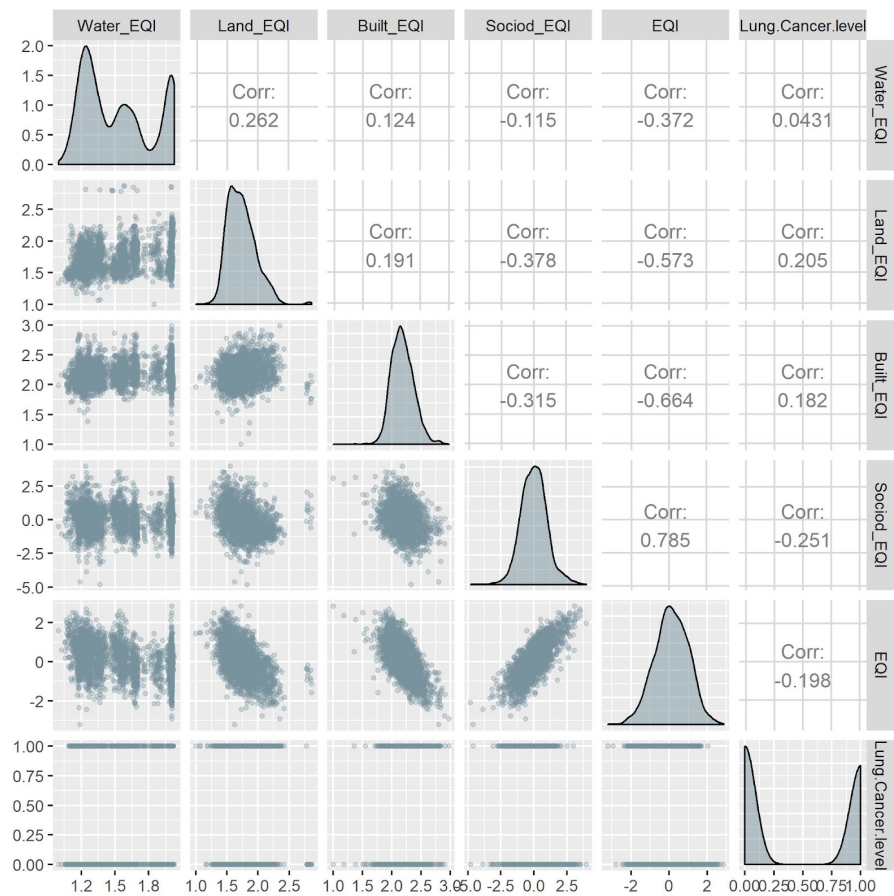 Water_EQI Land_EQI Built_EQI Sociod_EQI EQI Lung.Cancer.level
2.0
1.5
1.0
0.5
0.0
Corr:
0.262
Corr:
0.124
Corr:
-0.115
Corr:
-0.372
Corr:
0.0431
Water_EQI
2.5
2.0
1.5
1.0
Corr:
0.191
Corr:
-0.378
Corr:
-0.573
Corr:
0.205
Land_EQI
3.0
2.5
2.0
1.5
1.0
Corr:
-0.315
Corr:
-0.664
Corr:
0.182
Built_EQI
2.5
0.0
-2.5
-5.0
Corr:
0.785
Corr:
-0.251
Sociod_EQI
2
0
-2
Corr:
-0.198
EQI
1.00
0.75
0.50
0.25
0.00
Lung.Cancer.level
1.2 1.5 1.8 1.0 1.5 2.0 2.5 1.0 1.5 2.0 2.5 3.0 -5.0 -2.5 0.0 2.5 -2 0 2 0.00 0.25 0.50 0.75 1.00